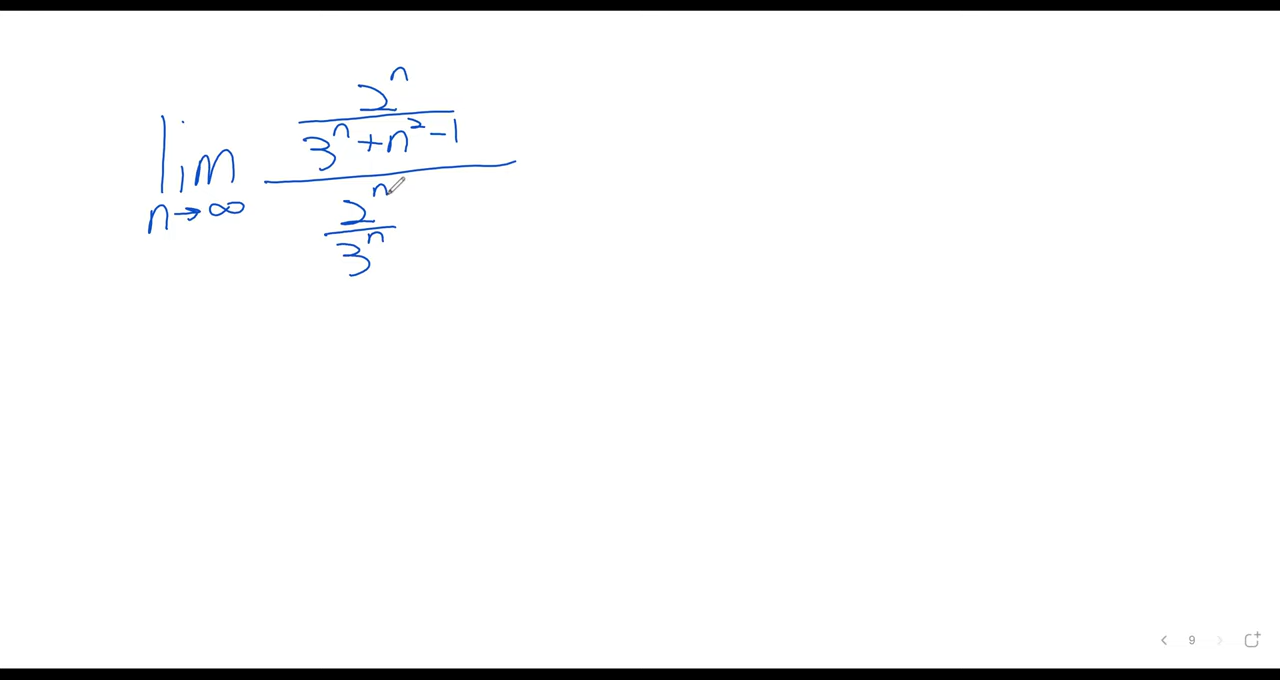 lim n→∞ (2^n / (3^n + n^2 - 1)) / (2^n / 3^n)
9